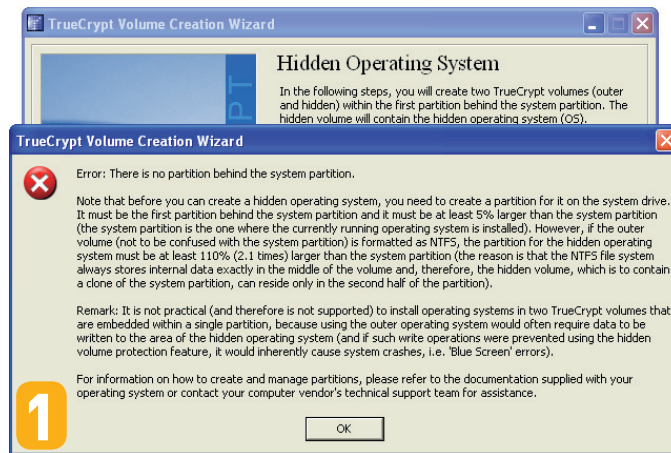 TrueCrypt Volume Creation Wizard
Hidden Operating System
In the following steps, you will create two TrueCrypt volumes (outer
and hidden) within the first partition behind the system partition. The
hidden volume will contain the hidden operating system (OS).
PT
TrueCrypt Volume Creation Wizard
Error: There is no partition behind the system partition.
Note that before you can create a hidden operating system, you need to create a partition for it on the system drive.
It must be the first partition behind the system partition and it must be at least 5% larger than the system partition
(the system partition is the one where the currently running operating system is installed). However, if the outer
volume (not to be confused with the system partition) is formatted as NTFS, the partition for the hidden operating
system must be at least 110% (2.1 times) larger than the system partition (the reason is that the NTFS file system
always stores internal data exactly in the middle of the volume and, therefore, the hidden volume, which is to contain
a clone of the system partition, can reside only in the second half of the partition).
Remark: It is not practical (and therefore is not supported) to install operating systems in two TrueCrypt volumes that
are embedded within a single partition, because using the outer operating system would often require data to be
written to the area of the hidden operating system (and if such write operations were prevented using the hidden
volume protection feature, it would inherently cause system crashes, i.e. 'Blue Screen' errors).
For information on how to create and manage partitions, please refer to the documentation supplied with your
operating system or contact your computer vendor's technical support team for assistance.
OK
1